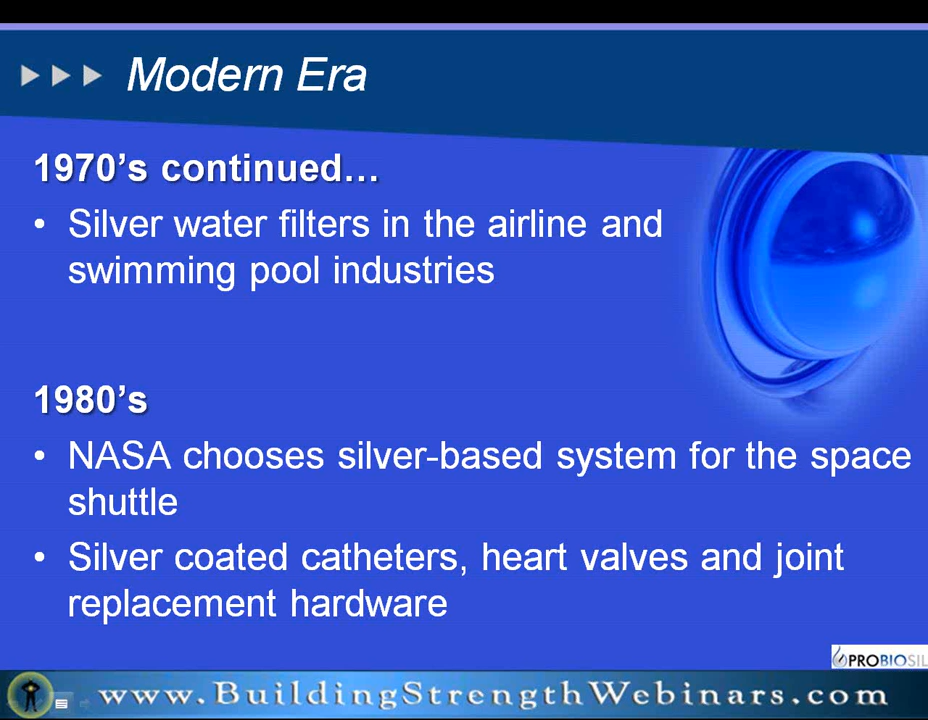 Modern Era
1970’s continued…
• Silver water filters in the airline and
swimming pool industries
1980’s
• NASA chooses silver-based system for the space
shuttle
• Silver coated catheters, heart valves and joint
replacement hardware
PROBIOSIL
www.BuildingStrengthWebinars.com